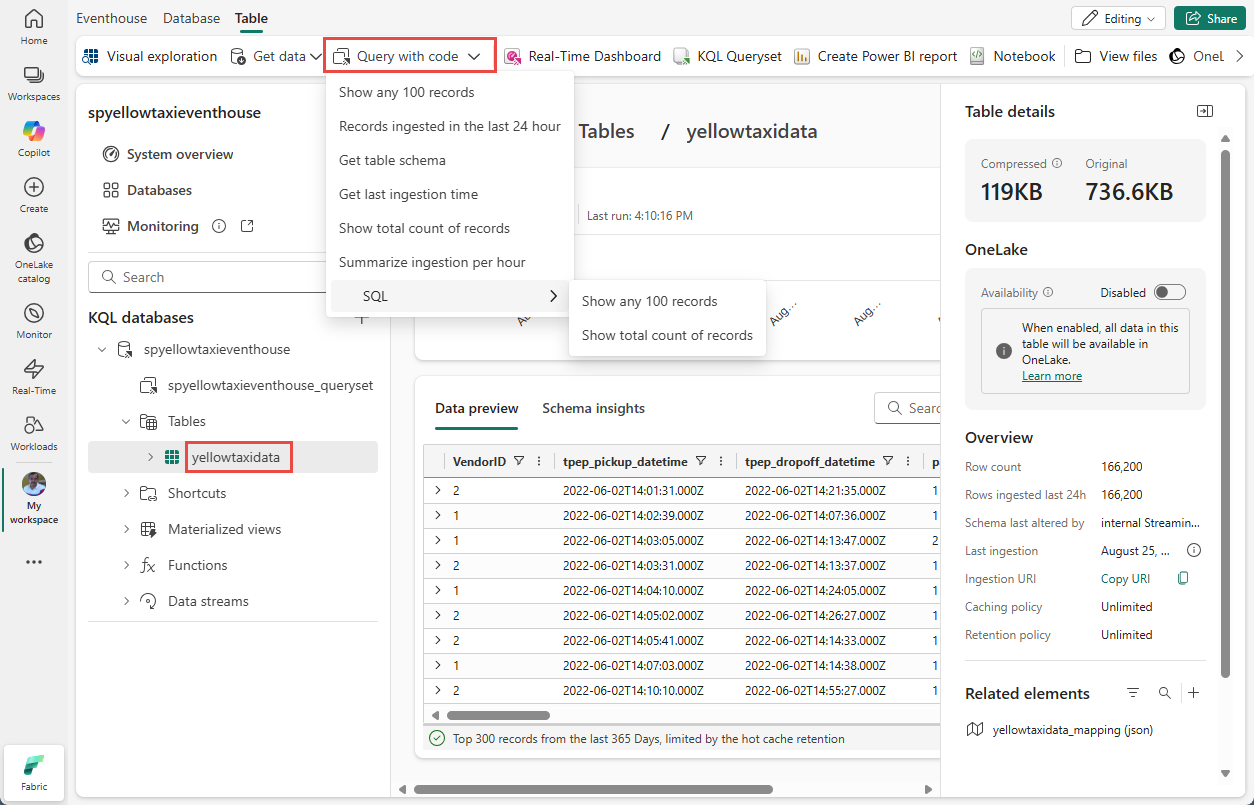 Home
Workspaces
Copilot
Create
OneLake
catalog
Monitor
Real-Time
Workloads
My
workspace
Fabric
Eventhouse Database Table
Editing
Share
Visual exploration Get data Query with code Real-Time Dashboard KQL Queryset Create Power BI report Notebook View files OneL
spyellowtaxieventhouse
System overview
Databases
Monitoring
Search
KQL databases
spyellowtaxieventhouse
spyellowtaxieventhouse_queryset
Tables
yellowtaxidata
Shortcuts
Materialized views
Functions
Data streams
Show any 100 records
Records ingested in the last 24 hour
Get table schema
Get last ingestion time
Show total count of records
Summarize ingestion per hour
SQL
Show any 100 records
Show total count of records
Tables / yellowtaxidata
Last run: 4:10:16 PM
Aug... Aug...
Data preview Schema insights
Searc
VendorID tpep_pickup_datetime tpep_dropoff_datetime p
2 2022-06-02T14:01:31.000Z 2022-06-02T14:21:35.000Z 1
1 2022-06-02T14:02:39.000Z 2022-06-02T14:07:36.000Z 1
1 2022-06-02T14:03:05.000Z 2022-06-02T14:13:47.000Z 2
2 2022-06-02T14:03:31.000Z 2022-06-02T14:13:37.000Z 1
1 2022-06-02T14:04:10.000Z 2022-06-02T14:24:05.000Z 1
2 2022-06-02T14:05:02.000Z 2022-06-02T14:26:27.000Z 1
2 2022-06-02T14:05:41.000Z 2022-06-02T14:14:33.000Z 1
1 2022-06-02T14:07:03.000Z 2022-06-02T14:14:38.000Z 1
2 2022-06-02T14:10:10.000Z 2022-06-02T14:55:27.000Z 1
Top 300 records from the last 365 Days, limited by the hot cache retention
Table details
Compressed Original
119KB 736.6KB
OneLake
Availability Disabled
When enabled, all data in this
table will be available in
OneLake.
Learn more
Overview
Row count 166,200
Rows ingested last 24h 166,200
Schema last altered by internal Streamin...
Last ingestion August 25, ...
Ingestion URI Copy URI
Caching policy Unlimited
Retention policy Unlimited
Related elements
yellowtaxidata_mapping (json)